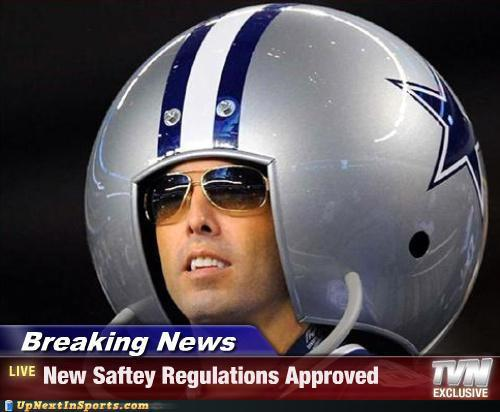 Breaking News
LIVE New Saftey Regulations Approved
TVN
EXCLUSIVE
UpNextInSports.com